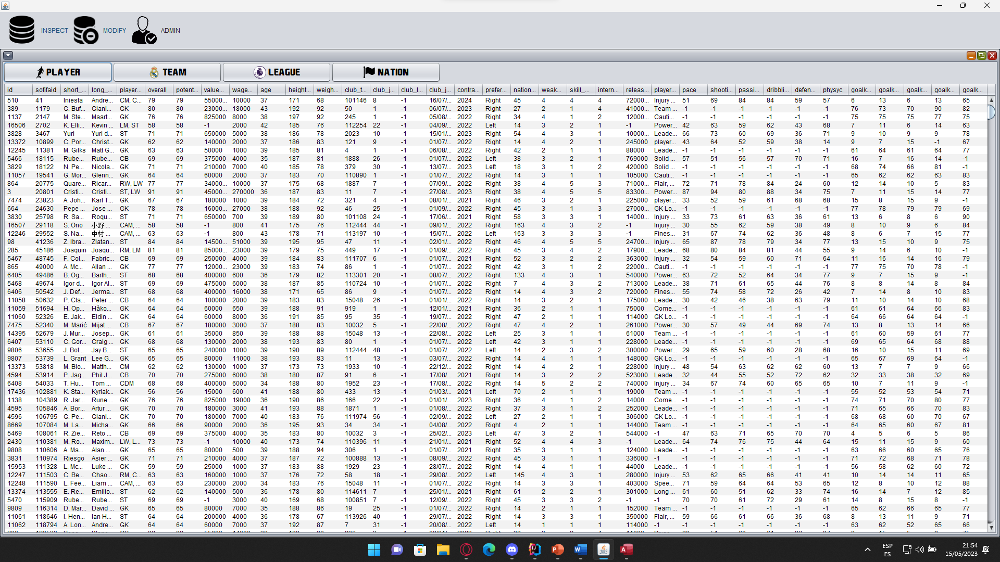 INSPECT MODIFY ADMIN
PLAYER TEAM LEAGUE NATION
id sofifaid short_... long_... player... overall potent... value... wage... age height... weigh... club_t... club_j... club_l... club_j... contra... prefer... nation... weak... skill_... intern... releas... player... pace shooti... passi... dribbli... defen... physyc goalk... goalk... goalk... goalk... goalk...
510 41 Iniesta Andre... CM, C... 79 79 55000... 10000 37 171 68 101146 8 -1 16/07/... 2024 Right 45 4 4 4 72000... Injury ... 51 69 84 84 59 57 6 13 6 13 65
389 1179 G. Buf... Gianl... GK 80 80 23000... 18000 43 192 92 50 1 -1 06/07/... 2023 Right 27 2 1 4 41000... Team ... -1 -1 -1 -1 -1 -1 76 73 70 90 82
1137 2147 M. Ste... Maart... GK 76 76 825000 8000 38 197 92 245 1 -1 05/08/... 2022 Right 34 4 1 2 12000... Cauti... -1 -1 -1 -1 -1 -1 75 75 75 77 75
16506 2702 K. Elli... Kevin ... LM, ST 58 58 -1 2000 42 185 76 112254 22 -1 04/09/... 2022 Left 14 3 2 1 -1 Power... 42 63 59 62 43 68 7 11 6 14 63
3828 3467 Yuri Yuri d... ST 71 71 650000 5000 38 186 78 2023 10 -1 15/01/... 2023 Right 54 4 3 1 10000... Leade... 66 73 60 69 36 71 9 10 9 9 78
13372 10899 C. Por... Christ... GK 62 62 140000 2000 37 186 83 121 9 -1 01/07/... 2022 Right 14 4 2 1 245000 player... 43 64 52 59 38 14 9 7 15 -1 67
12245 11381 M. Gilks Matt G... GK 63 63 50000 1000 39 185 81 4 1 -1 06/08/... 2022 Right 42 2 1 1 88000 Leade... -1 -1 -1 -1 -1 -1 61 64 61 64 77
5466 18115 Rube... Rube... CB 69 69 375000 4000 35 187 81 1888 26 -1 01/07/... 2022 Left 38 3 2 1 769000 Solid ... 57 51 56 57 70 71 16 7 16 14 -1
3829 18122 N. Pe... Nicola... GK 71 71 210000 7000 40 185 78 379 30 -1 13/07/... 2023 Left 18 3 1 2 420000 Solid ... -1 -1 -1 -1 -1 -1 68 74 66 81 -1
11057 19541 G. Mor... Glenn... GK 64 64 60000 2000 37 183 70 110890 1 -1 01/07/... 2022 Right 14 3 1 1 105000 Cauti... -1 -1 -1 -1 -1 -1 65 62 62 63 83
864 20775 Quare... Ricar... RW, LW 77 77 34000... 10000 37 175 68 1887 7 -1 07/09/... 2022 Right 38 4 5 3 71000... Flair, ... 72 71 78 84 24 60 12 14 10 5 83
3 20801 Cristi... Cristi... ST, LW 91 91 45000... 270000 36 187 83 11 7 -1 27/08/... 2023 Right 38 4 5 5 83300... Power... 87 94 80 88 34 75 7 11 15 14 77
7474 23823 A. Joh... Karl T... GK 67 67 180000 1000 39 184 72 321 4 -1 08/01/... 2021 Right 46 3 2 1 225000 player... 33 52 59 61 68 68 15 8 15 9 -1
664 24630 Pepe ... Jose ... GK 78 78 16000... 27000 38 188 92 46 25 -1 01/09/... 2022 Right 45 3 1 3 27000... GK Lo... -1 -1 -1 -1 -1 -1 77 78 79 79 69
3830 25798 R. Sa... Roqu... ST 71 71 650000 700 39 189 80 101108 24 -1 17/06/... 2021 Right 58 3 3 1 14000... Injury ... 33 73 61 63 36 61 13 6 8 6 90
16507 29118 S. Ono 小野 ... CAM, ... 58 58 -1 800 41 175 76 112444 44 -1 09/01/... 2022 Right 163 4 3 2 -1 Injury ... 30 55 62 59 38 49 8 10 9 6 84
12246 29552 S. Na... 中村 ... CAM, ... 63 63 -1 800 43 178 71 113197 10 -1 15/07/... 2022 Left 163 3 3 3 -1 Fines... 31 67 74 62 36 48 8 6 7 15 77
98 41236 Z. Ibra... Zlatan... ST 84 84 14500... 51000 39 195 95 47 11 -1 02/01/... 2022 Right 46 4 5 5 24700... Injury ... 65 87 78 79 34 77 13 15 10 9 75
285 45186 Joaquin Joaqu... RM, LM 81 81 85000... 23000 39 179 75 449 17 -1 01/09/... 2022 Right 45 3 4 2 17900... Leade... 68 80 84 81 44 55 9 14 6 10 -1
5467 48745 F. Col... Fabric... CB 69 69 250000 4000 39 184 83 111707 6 -1 01/07/... 2021 Right 52 3 2 1 363000 Injury ... 32 54 59 60 71 64 11 16 14 16 79
865 49000 A. Mc... Allan ... GK 77 77 12000... 23000 39 183 74 86 1 -1 01/07/... 2022 Right 42 3 1 1 22000... Cauti... -1 -1 -1 -1 -1 -1 77 75 70 78 -1
6405 49486 B. Og... Barth... ST 68 68 400000 600 36 179 82 113301 20 -1 08/07/... 2022 Right 133 4 3 1 540000 Power... 63 72 52 64 34 77 9 7 15 9 -1
5468 49674 Igor d... Igor Al... ST 69 69 475000 6000 38 187 85 110724 10 -1 01/07/... 2022 Right 7 4 3 2 713000 Leade... 38 71 61 65 44 76 8 8 14 8 84
6406 50542 J. Def... Jerma... ST 68 68 400000 16000 38 171 65 86 9 -1 01/07/... 2022 Right 14 4 3 2 720000 Fines... 55 74 58 72 26 42 7 14 8 10 83
11058 50632 P. Cla... Peter ... CB 64 64 100000 2000 39 183 83 15048 26 -1 01/01/... 2022 Right 14 3 2 1 175000 Leade... 30 42 46 38 63 79 11 10 14 10 68
11059 51694 H. Op... Håko... GK 64 64 60000 650 39 188 91 919 1 -1 12/01/... 2021 Right 36 2 1 1 75000 Come... -1 -1 -1 -1 -1 -1 61 61 64 66 83
11060 52326 E. Jak... Eldin ... GK 64 64 60000 8000 36 191 85 95 35 -1 19/07/... 2022 Right 47 2 1 1 114000 GK Lo... -1 -1 -1 -1 -1 -1 64 66 64 64 -1
7475 52340 M. Marić Mijat ... CB 67 67 180000 3000 37 188 83 10032 5 -1 22/08/... 2022 Right 47 4 2 1 261000 Power... 30 57 49 44 69 74 13 8 13 14 66
14395 52679 J. Mur... Josep... GK 61 61 35000 850 39 188 88 15048 13 -1 22/08/... 2022 Left 25 3 1 1 61000 Team ... -1 -1 -1 -1 -1 -1 61 60 59 61 77
6407 53110 C. Gor... Craig ... GK 68 68 130000 2000 38 193 83 80 1 -1 01/07/... 2022 Left 42 3 1 1 228000 Leade... -1 -1 -1 -1 -1 -1 69 65 64 68 88
9806 53655 J. Bot... Jay B... ST 65 65 240000 1000 39 190 89 112444 48 -1 01/07/... 2022 Left 14 2 3 2 300000 Power... 29 65 59 60 28 68 16 10 15 11 69
9807 53739 L. Grant Lee G... GK 65 65 80000 11000 38 193 83 11 13 -1 03/07/... 2022 Right 14 4 1 1 148000 GK Lo... -1 -1 -1 -1 -1 -1 65 67 69 64 -1
13373 53818 M. Blo... Matth... CM 62 62 130000 1000 37 173 73 1933 10 -1 22/12/... 2022 Right 14 4 2 1 228000 Injury ... 48 54 63 62 62 60 13 7 7 9 66
4594 53914 P. Jag... Phil J... CB 70 70 275000 6000 38 180 87 91 6 -1 17/08/... 2021 Right 14 3 2 2 523000 Leade... 32 44 55 52 72 62 32 33 38 32 69
6408 54033 T. Hu... Tom ... CDM 68 68 400000 6000 34 188 80 1952 23 -1 17/08/... 2022 Right 14 5 2 2 740000 Injury ... 34 67 74 60 65 65 10 7 11 9 -1
17436 102881 K. Sta... Kyriak... GK 56 56 15000 600 41 188 80 433 13 -1 01/03/... 2021 Left 70 2 1 1 19000 Team ... -1 -1 -1 -1 -1 -1 55 52 53 54 71
1138 104389 R. Jar... Rune ... GK 76 76 825000 19000 36 190 86 166 22 -1 01/01/... 2023 Right 36 4 1 2 14000... Come... -1 -1 -1 -1 -1 -1 74 71 70 80 77
4595 105846 A. Bor... Artur ... GK 70 70 180000 3000 41 193 88 1871 1 -1 01/08/... 2022 Right 37 3 1 2 252000 Leade... -1 -1 -1 -1 -1 -1 71 65 66 70 83
4596 106795 G. Pe... Gianl... GK 70 70 180000 7000 40 183 76 111974 56 -1 02/09/... 2022 Left 27 2 1 1 306000 GK Lo... -1 -1 -1 -1 -1 -1 68 68 60 70 67
8669 107084 M. La... Micha... GK 66 66 90000 2000 36 195 93 34 34 -1 04/08/... 2022 Right 4 2 1 1 144000 Team ... -1 -1 -1 -1 -1 -1 64 65 60 67 81
5469 108061 R. Zie... Reto ... CB 69 69 375000 4000 35 183 80 10032 3 -1 25/02/... 2023 Left 47 3 2 1 544000 -1 47 63 71 65 70 70 4 5 6 5 86
2430 110381 M. Ro... Maxim... LW, L... 73 73 -1 10000 40 173 74 110396 11 -1 21/01/... 2021 Right 52 4 4 3 -1 Leade... 64 74 76 75 44 64 15 11 15 9 60
9808 110606 A. Ma... Alan ... GK 65 65 80000 500 39 188 94 306 1 -1 01/07/... 2021 Right 35 3 1 1 124000 Leade... -1 -1 -1 -1 -1 -1 63 66 60 65 76
3831 110974 Riesgo Asier ... GK 71 71 210000 4000 37 187 72 100888 13 -1 08/09/... 2022 Right 45 3 1 1 336000 -1 -1 -1 -1 -1 -1 -1 71 72 68 71 78
15953 111328 L. Mc... Luke ... GK 59 59 25000 1000 37 183 88 1929 23 -1 28/07/... 2022 Right 14 4 1 1 44000 Leade... -1 -1 -1 -1 -1 -1 56 58 62 60 72
12247 111503 C. Be... Chao... RM, C... 63 63 160000 1000 37 176 72 58 18 -1 29/08/... 2022 Left 145 4 3 1 280000 Injury ... 53 62 65 66 41 41 10 14 14 11 65
12248 111590 L. Fee... Liam ... CAM, ... 63 63 230000 2000 34 183 76 15048 11 -1 01/07/... 2022 Right 14 3 3 1 403000 Spee... 71 59 64 64 53 65 12 8 10 12 88
13374 113555 E. Re... Emilio... ST 62 62 140000 500 36 178 80 114611 7 -1 25/01/... 2021 Right 61 2 2 1 301000 Long ... 61 60 51 62 33 74 16 14 7 12 85
5470 115909 Rube... Rube... ST 69 69 -1 3000 40 169 68 100851 7 -1 12/09/... 2022 Right 45 3 3 2 -1 -1 70 70 61 72 29 61 14 8 15 8 -1
9809 116314 D. Mar... David ... GK 65 65 80000 7000 35 188 86 19 25 -1 01/07/... 2022 Right 14 2 1 1 152000 Team ... -1 -1 -1 -1 -1 -1 65 62 66 65 77
11061 118646 I. Hen... Ian H... ST 64 64 200000 4000 36 178 67 113926 40 -1 29/07/... 2022 Right 14 3 3 1 350000 Flair, ... 59 66 61 66 36 68 8 13 11 9 71
11062 118794 A. Lon... Andre... GK 64 64 60000 7000 37 192 87 7 31 -1 20/08/... 2022 Left 14 1 1 1 114000 -1 -1 -1 -1 -1 -1 -1 63 62 52 65 66
ESP
ES
21:54
15/05/2023